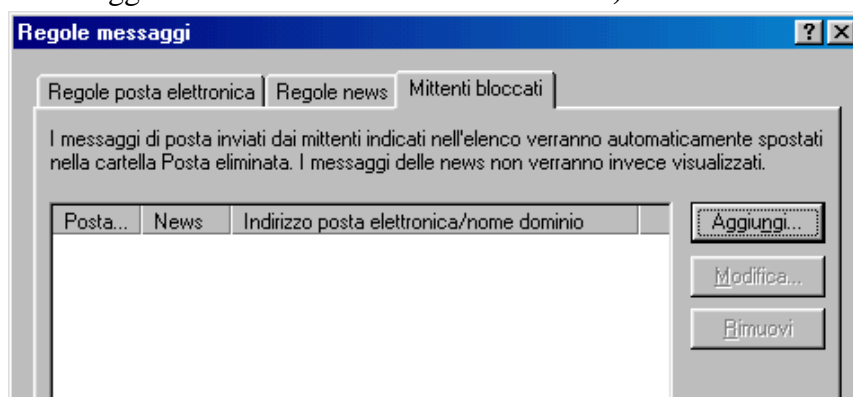 Regole messaggi
Regole posta elettronica Regole news Mittenti bloccati
I messaggi di posta inviati dai mittenti indicati nell'elenco verranno automaticamente spostati
nella cartella Posta eliminata. I messaggi delle news non verranno invece visualizzati.
Posta... News Indirizzo posta elettronica/nome dominio
Aggiungi...
Modifica...
Rimuovi